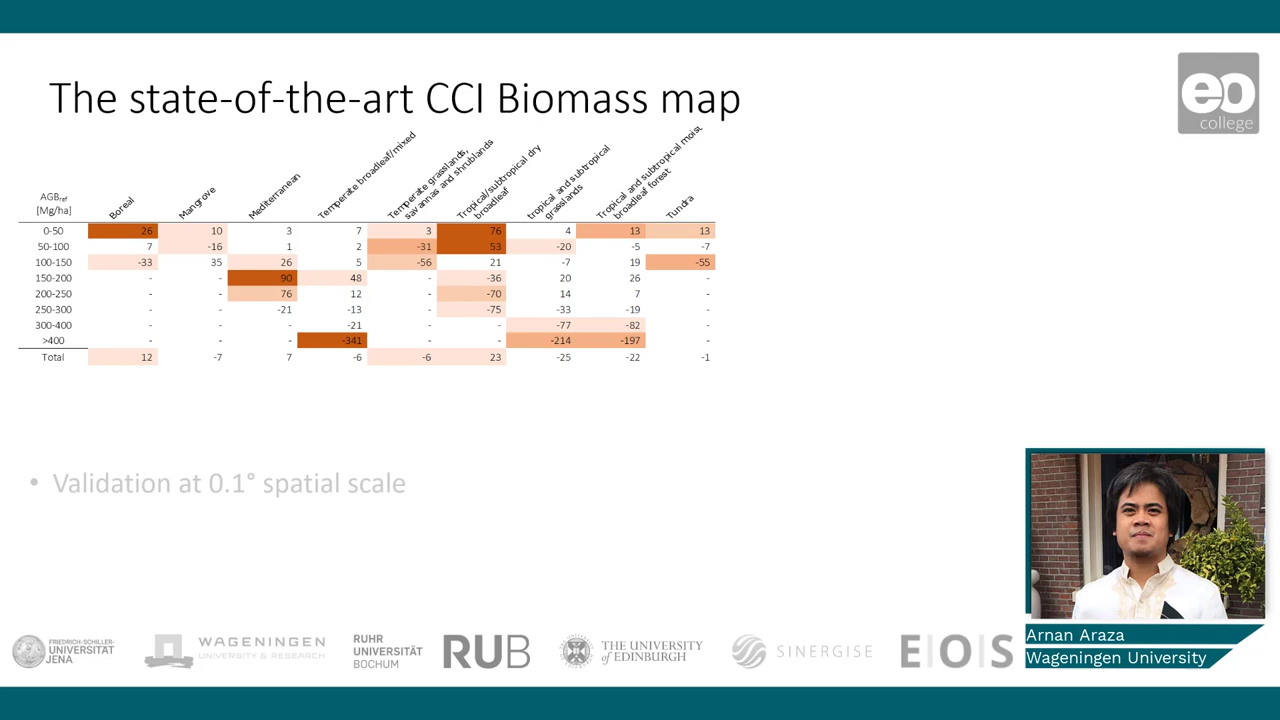 The state-of-the-art CCI Biomass map
eo
college
AGBref
[Mg/ha]
Boreal
Mangrove
Mediterranean
Temperate broadleaf/mixed
Temperate grasslands,
savannas and shrublands
Tropical/subtropical dry
broadleaf
tropical and subtropical
grasslands
Tropical and subtropical moist
broadleaf forest
Tundra
0-50 26 10 3 7 3 76 4 13 13
50-100 7 -16 1 2 -31 53 -20 -5 -7
100-150 -33 35 26 5 -56 21 -7 19 -55
150-200 - - 90 48 - -36 20 26 -
200-250 - - 76 12 - -70 14 7 -
250-300 - - -21 -13 - -75 -33 -19 -
300-400 - - - -21 - - -77 -82 -
>400 - - - -341 - - -214 -197 -
Total 12 -7 7 -6 -6 23 -25 -22 -1
• Validation at 0.1° spatial scale
FRIEDRICH-SCHILLER-
UNIVERSITÄT
JENA
WAGENINGEN
UNIVERSITY & RESEARCH
RUHR
UNIVERSITÄT
BOCHUM
RUB
THE UNIVERSITY
of EDINBURGH
SINERGISE
E|O|S
Arnan Araza
Wageningen University